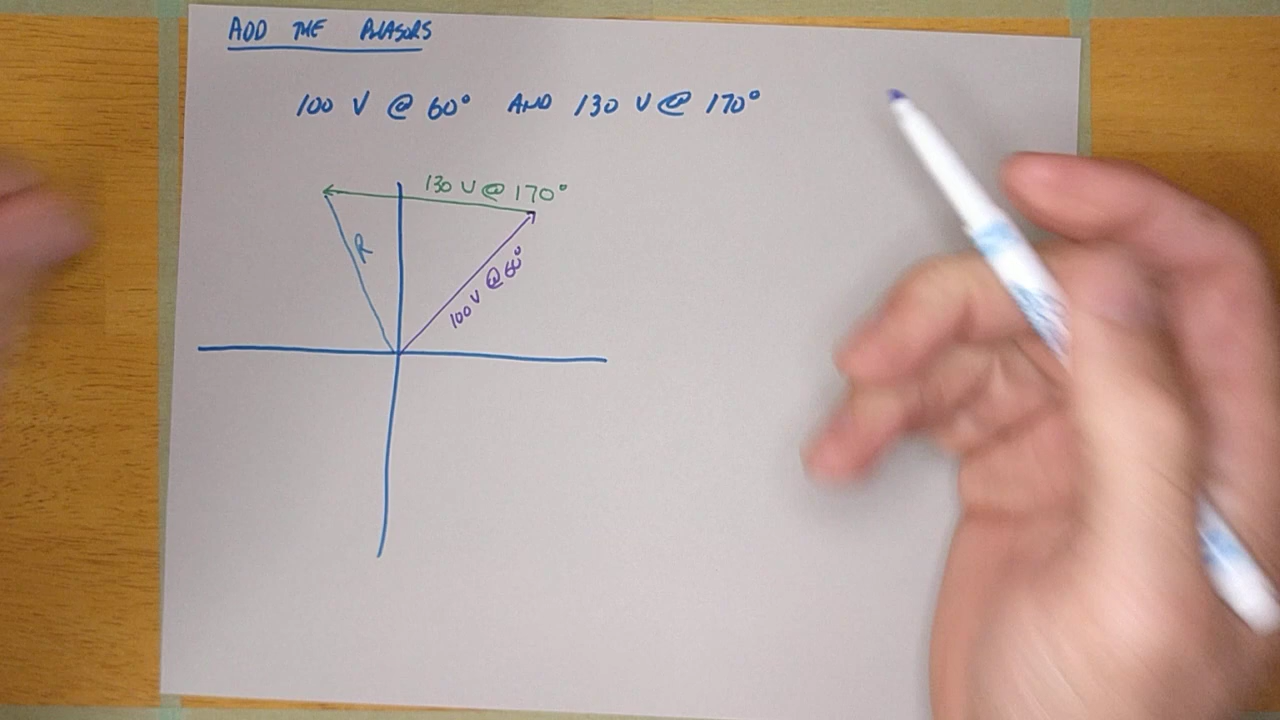 ADD THE PHASORS
100 V @ 60° AND 130 V @ 170°
130 V @ 170°
R
100 V @ 60°